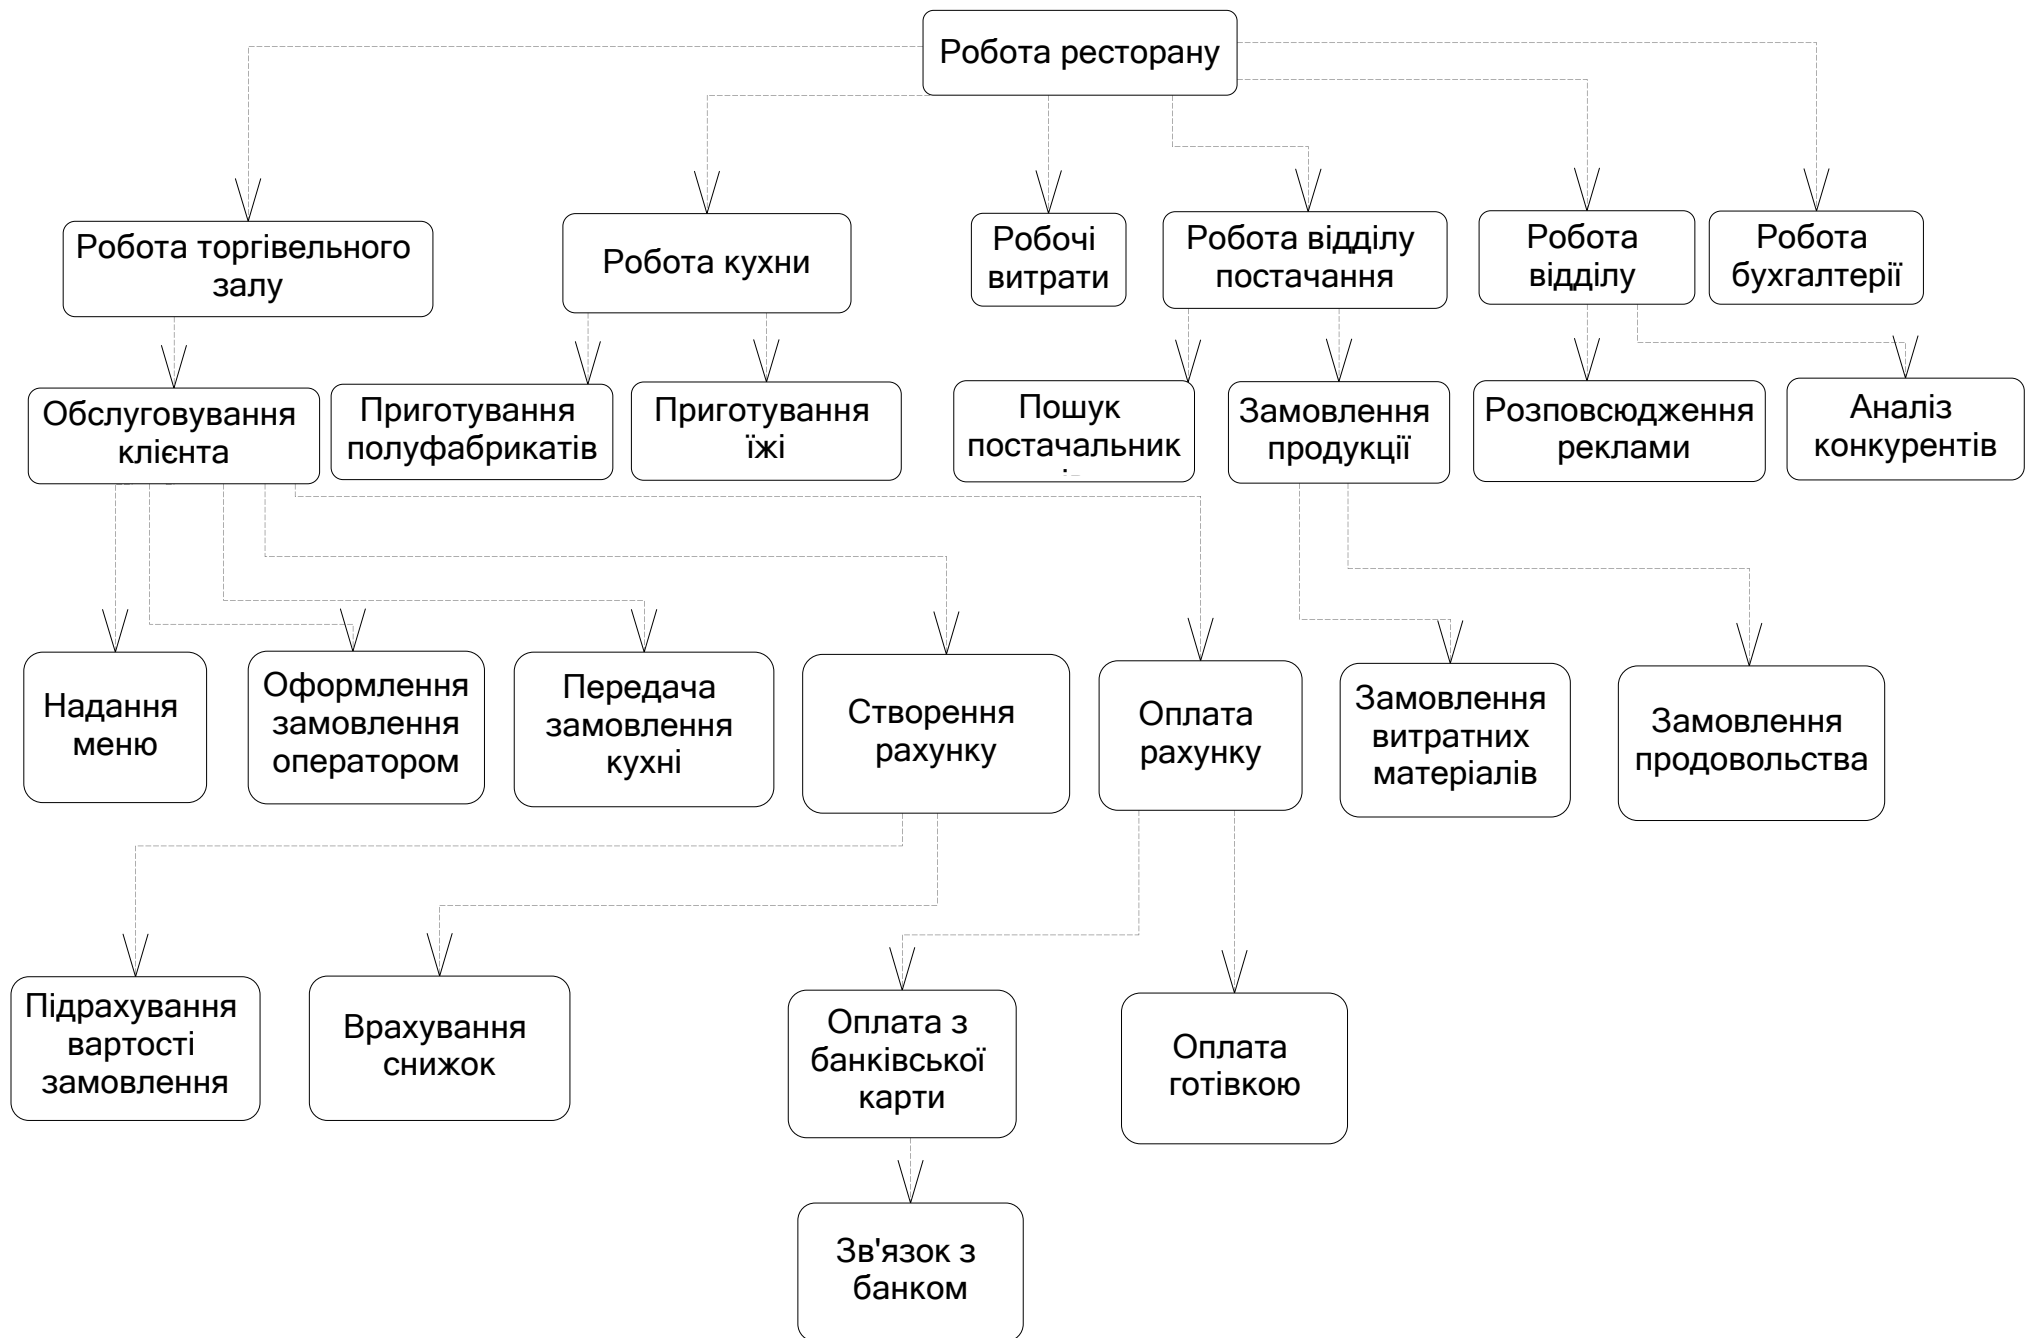 Робота ресторану
Робота торгівельного
залу
Робота кухни
Робочі
витрати
Робота відділу
постачання
Робота
відділу
Робота
бухгалтерії
Обслуговування
клієнта
Приготування
полуфабрикатів
Приготування
їжі
Пошук
постачальник
Замовлення
продукції
Розповсюдження
реклами
Аналіз
конкурентів
Надання
меню
Оформлення
замовлення
оператором
Передача
замовлення
кухні
Створення
рахунку
Оплата
рахунку
Замовлення
витратних
матеріалів
Замовлення
продовольства
Підрахування
вартості
замовлення
Врахування
снижок
Оплата з
банківської
карти
Оплата
готівкою
Зв'язок з
банком